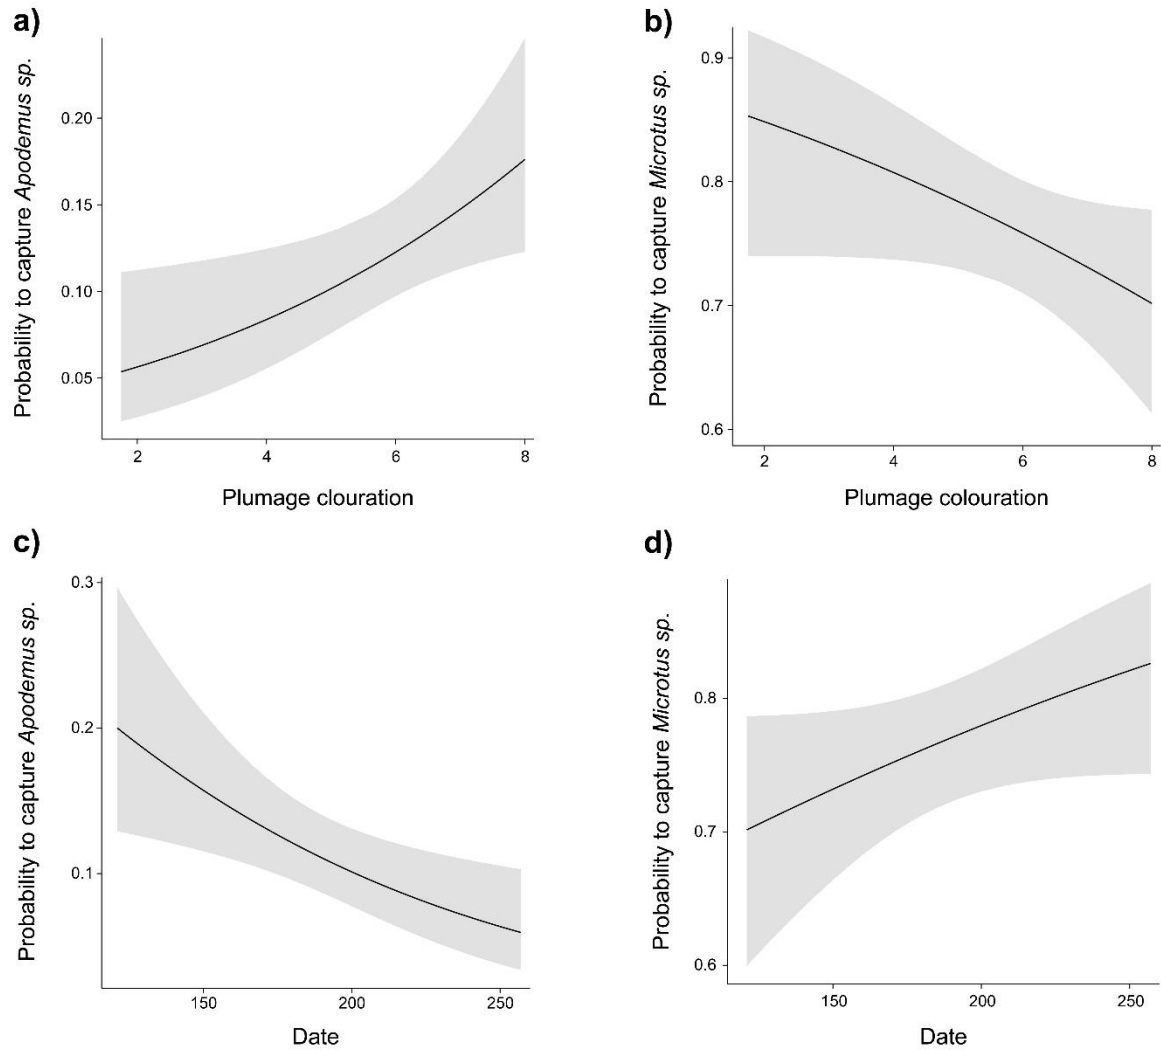 a)
Probability to capture Apodemus sp.
0.20
0.15
0.10
0.05
2
4
6
8
Plumage clouration
b)
Probability to capture Microtus sp.
0.9
0.8
0.7
0.6
2
4
6
8
Plumage colouration
c)
Probability to capture Apodemus sp.
0.3
0.2
0.1
150
200
250
Date
d)
Probability to capture Microtus sp.
0.8
0.7
0.6
150
200
250
Date